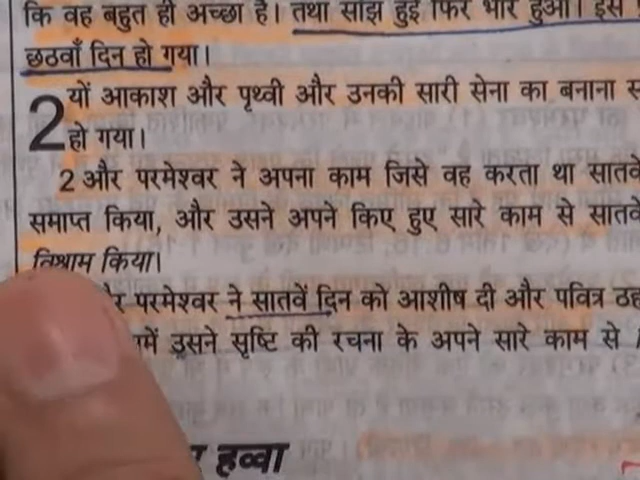 कि वह बहुत ही अच्छा है। तथा साँझ हुई फिर भोर हुआ। इस
छठवाँ दिन हो गया।
2 यों आकाश और पृथ्वी और उनकी सारी सेना का बनाना
हो गया।
2 और परमेश्वर ने अपना काम जिसे वह करता था सातवें
समाप्त किया, और उसने अपने किए हुए सारे काम से सातवें
विश्राम किया।
परमेश्वर ने सातवें दिन को आशीष दी और पवित्र
उसने सृष्टि की रचना के अपने सारे काम से
हव्वा